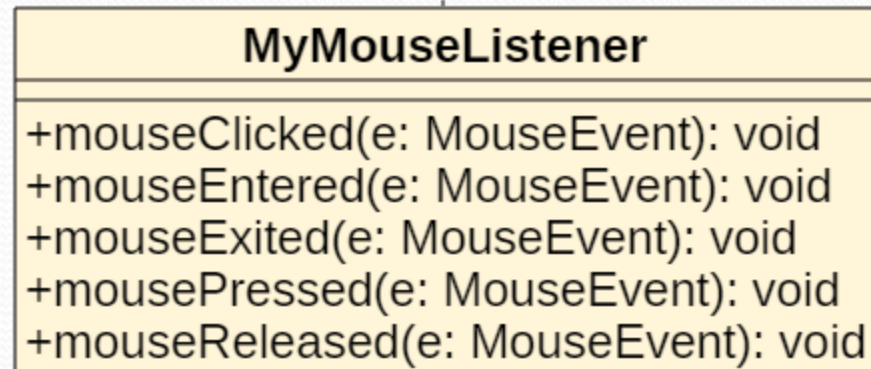 MyMouseListener
+mouseClicked(e: MouseEvent): void
+mouseEntered(e: MouseEvent): void
+mouseExited(e: MouseEvent): void
+mousePressed(e: MouseEvent): void
+mouseReleased(e: MouseEvent): void